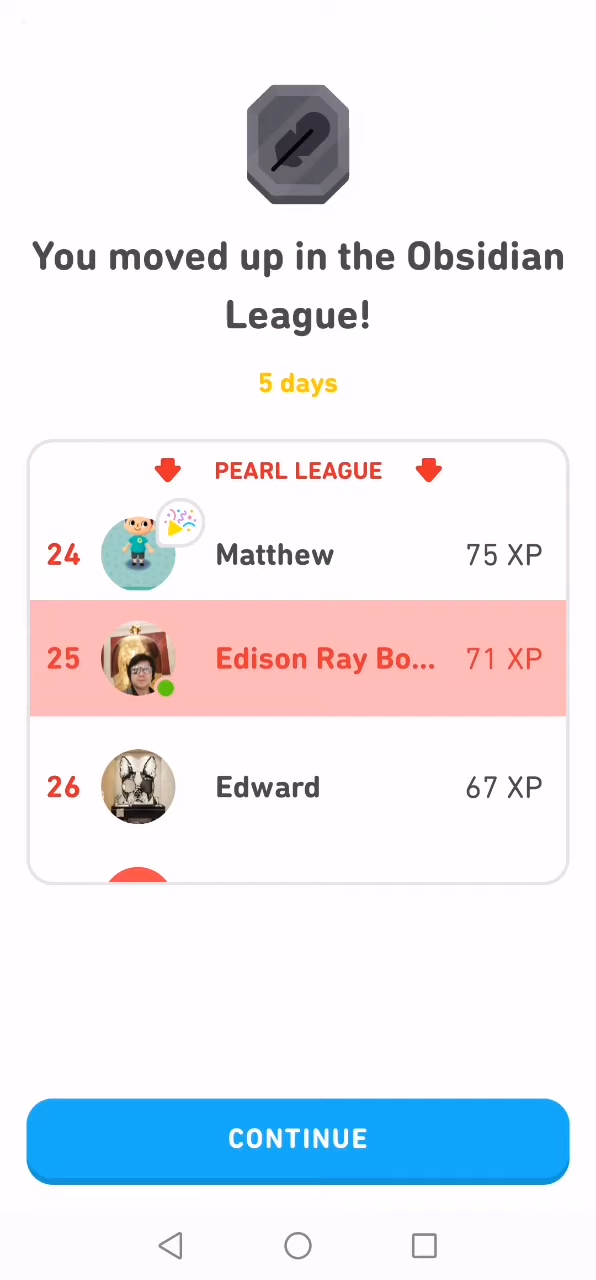 You moved up in the Obsidian
League!
5 days
PEARL LEAGUE
24 Matthew 75 XP
25 Edison Ray Bo... 71 XP
26 Edward 67 XP
CONTINUE